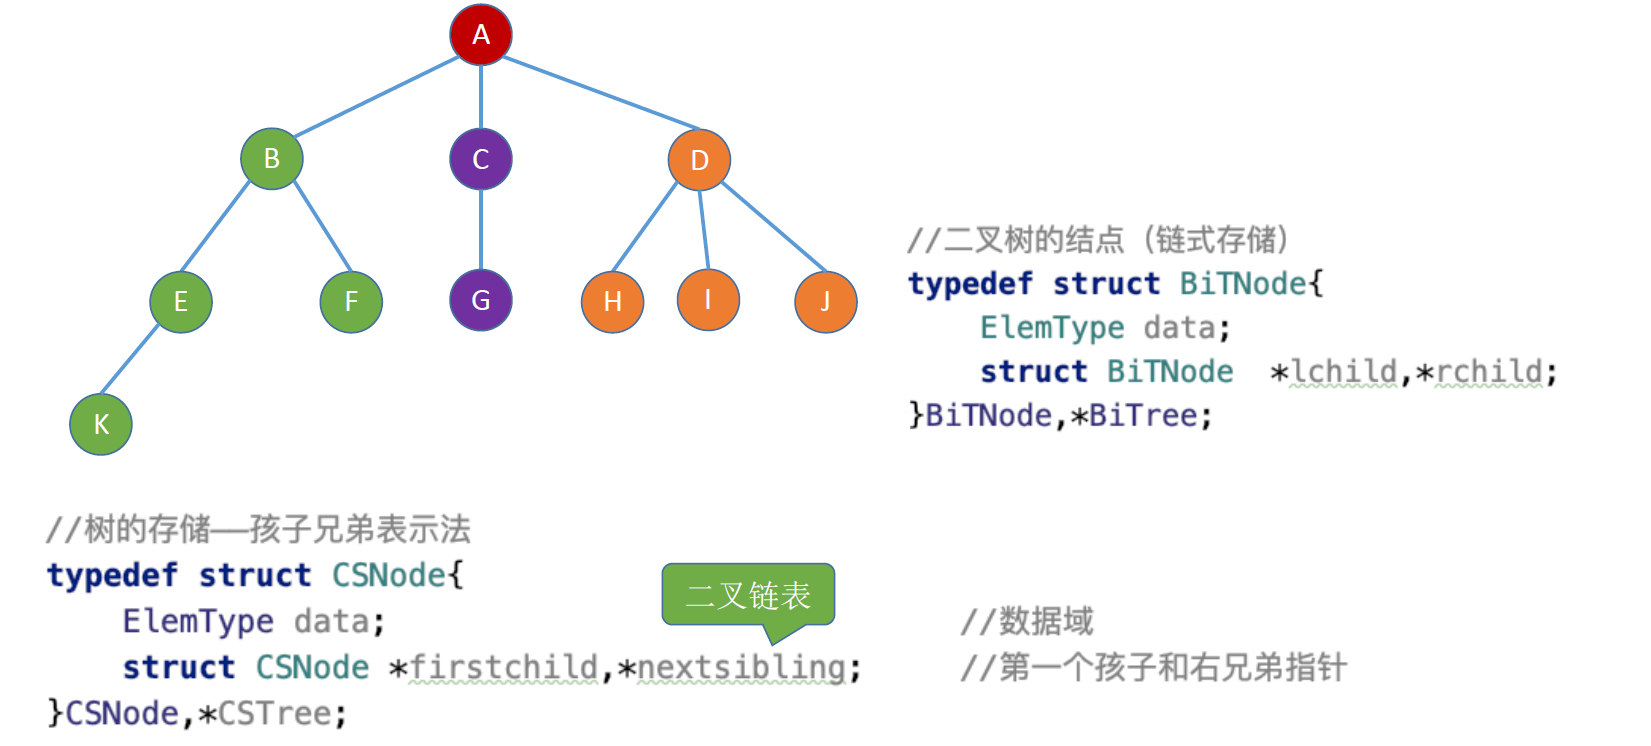 A
B
C
D
E
F
G
H
I
J
K
//二叉树的结点（链式存储）
typedef struct BiTNode{
ElemType data;
struct BiTNode *lchild,*rchild;
}BiTNode,*BiTree;
//树的存储——孩子兄弟表示法
typedef struct CSNode{
二叉链表
ElemType data; //数据域
struct CSNode *firstchild,*nextsibling; //第一个孩子和右兄弟指针
}CSNode,*CSTree;